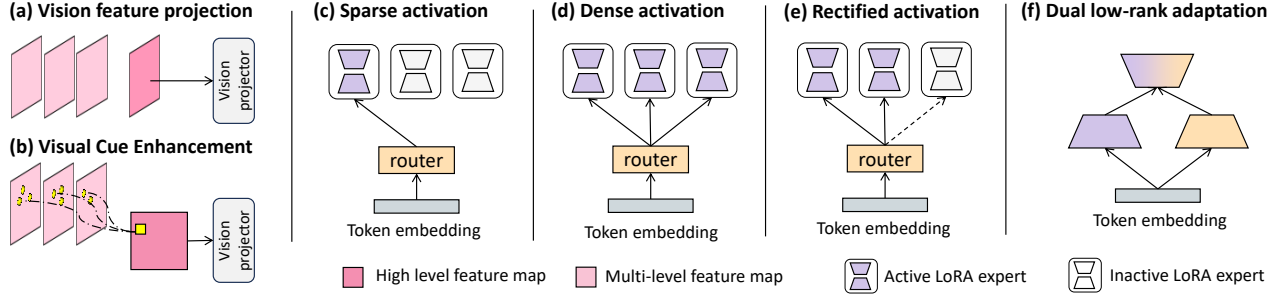 (a) Vision feature projection
Vision
projector
(b) Visual Cue Enhancement
Vision
projector
(c) Sparse activation
router
Token embedding
(d) Dense activation
router
Token embedding
(e) Rectified activation
router
Token embedding
(f) Dual low-rank adaptation
Token embedding
High level feature map
Multi-level feature map
Active LoRA expert
Inactive LoRA expert